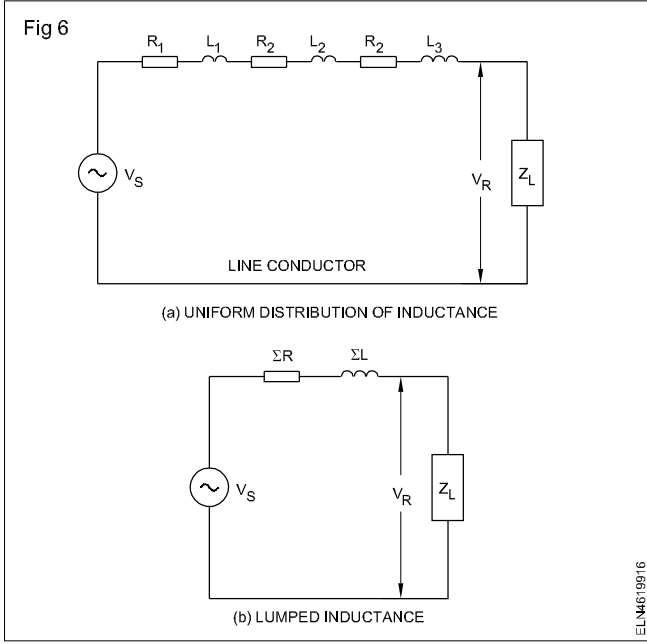 Fig 6
R1 L1 R2 L2 R2 L3
VS
VR
ZL
LINE CONDUCTOR
(a) UNIFORM DISTRIBUTION OF INDUCTANCE
ΣR ΣL
VS
VR
ZL
(b) LUMPED INDUCTANCE
ELN4619916